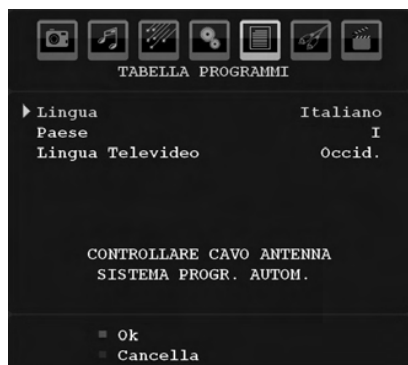 TABELLA PROGRAMMI
Lingua Italiano
Paese I
Lingua Televideo Occid.
CONTROLLARE CAVO ANTENNA
SISTEMA PROGR. AUTOM.
Ok
Cancella